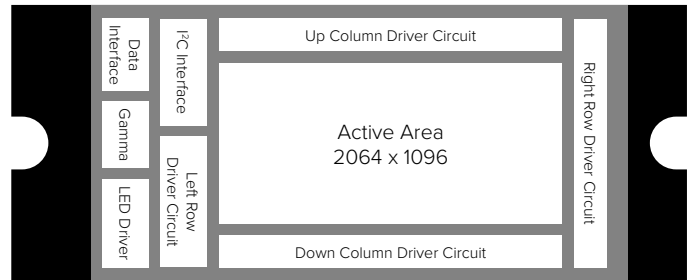 Data
Interface
Gamma
LED Driver
I²C Interface
Left Row
Driver Circuit
Up Column Driver Circuit
Active Area
2064 x 1096
Down Column Driver Circuit
Right Row Driver Circuit